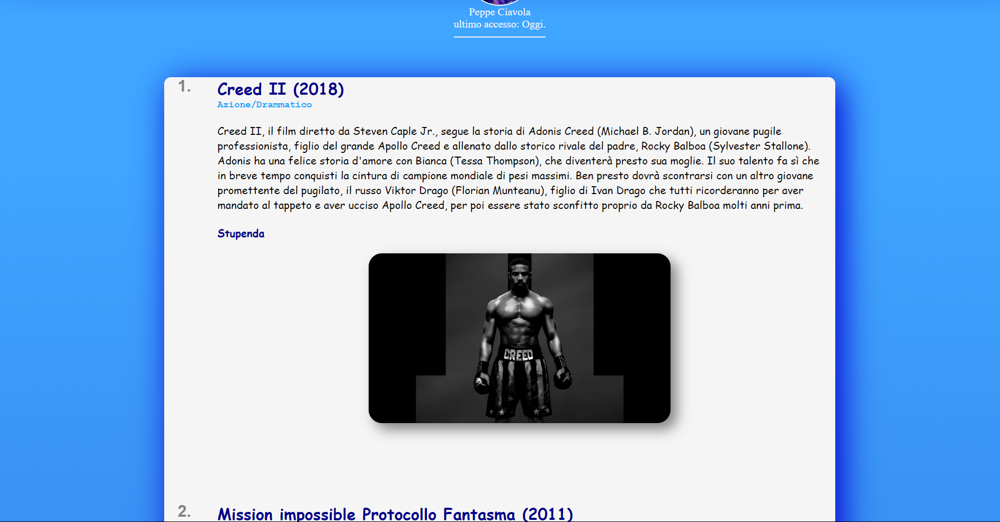 Peppe Ciavola
ultimo accesso: Oggi.
1.
Creed II (2018)
Azione/Drammatico
Creed II, il film diretto da Steven Caple Jr., segue la storia di Adonis Creed (Michael B. Jordan), un giovane pugile
professionista, figlio del grande Apollo Creed e allenato dallo storico rivale del padre, Rocky Balboa (Sylvester Stallone).
Adonis ha una felice storia d'amore con Bianca (Tessa Thompson), che diventerà presto sua moglie. Il suo talento fa sì che
in breve tempo conquisti la cintura di campione mondiale di pesi massimi. Ben presto dovrà scontrarsi con un altro giovane
promettente del pugilato, il russo Viktor Drago (Florian Munteanu), figlio di Ivan Drago che tutti ricorderanno per aver
mandato al tappeto e aver ucciso Apollo Creed, per poi essere stato sconfitto proprio da Rocky Balboa molti anni prima.
Stupenda
CREED
2.
Mission impossible Protocollo Fantasma (2011)